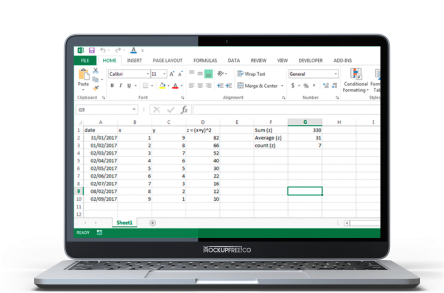 FILE HOME INSERT PAGE LAYOUT FORMULAS DATA REVIEW VIEW DEVELOPER ADD-INS
Calibri 11 Wrap Text General
Paste Merge & Center Conditional
Formatting
Clipboard Font Alignment Number
G9
A B C D E F G H I
1 date x y z = (x+y)*2 Sum (z) 330
2 31/01/2017 1 9 82 Average (z) 31
3 02/02/2017 2 8 66 count (z) 7
4 02/03/2017 3 7 52
5 02/04/2017 4 6 40
6 02/05/2017 5 5 30
7 02/06/2017 6 4 22
8 02/07/2017 7 3 16
9 08/02/2017 8 2 12
10 02/09/2017 9 1 10
Sheet1
READY
MOCKUPFREE.CO